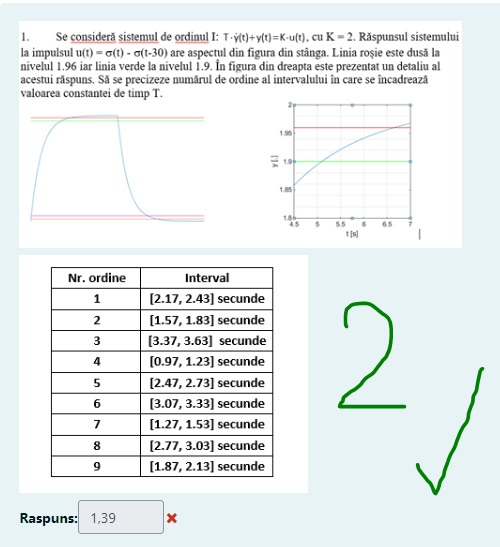 1. Se consideră sistemul de ordinul I: T·ẏ(t)+y(t)=K·u(t), cu K = 2. Răspunsul sistemului
la impulsul u(t) = σ(t) - σ(t-30) are aspectul din figura din stânga. Linia roșie este dusă la
nivelul 1.96 iar linia verde la nivelul 1.9. În figura din dreapta este prezentat un detaliu al
acestui răspuns. Să se precizeze numărul de ordine al intervalului în care se încadrează
valoarea constantei de timp T.
2
1.95
1.9
1.85
1.8
y [.]
4.5 5 5.5 6 6.5 7
t [s]
Nr. ordine Interval
1 [2.17, 2.43] secunde
2 [1.57, 1.83] secunde
3 [3.37, 3.63] secunde
4 [0.97, 1.23] secunde
5 [2.47, 2.73] secunde
6 [3.07, 3.33] secunde
7 [1.27, 1.53] secunde
8 [2.77, 3.03] secunde
9 [1.87, 2.13] secunde
2
Raspuns: 1,39